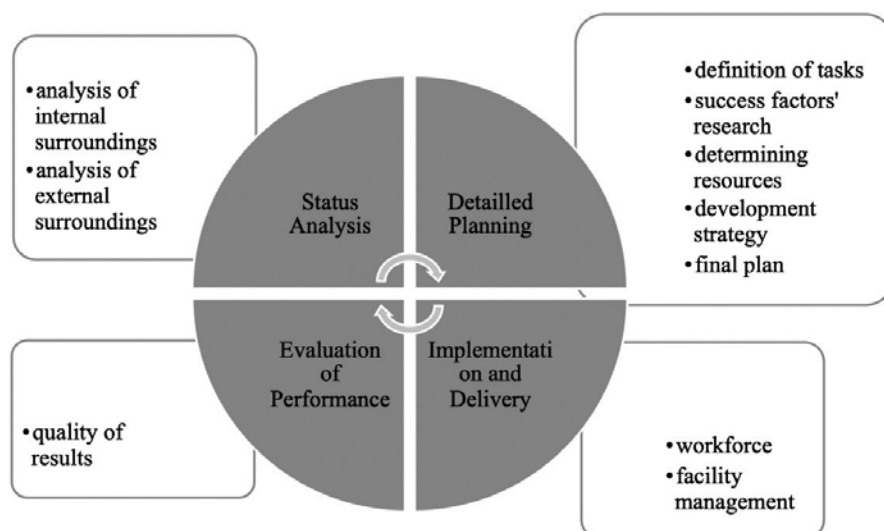 •analysis of
internal
surroundings
•analysis of
external
surroundings
Status
Analysis
Detailled
Planning
•definition of tasks
•success factors'
research
•determining
resources
•development
strategy
•final plan
•quality of
results
Evaluation
of
Performance
Implementati
on and
Delivery
•workforce
•facility
management